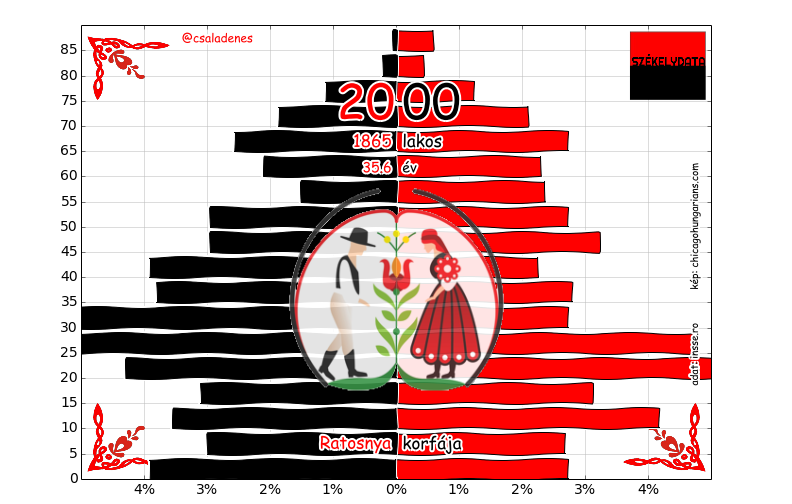 @csaladenes
SZÉKELYDATA
2000
1865 lakos
35.6 év
kép: chicagohungarians.com
adat: insse.ro
Ratosnya korfája
85
80
75
70
65
60
55
50
45
40
35
30
25
20
15
10
5
0
4% 3% 2% 1% 0% 1% 2% 3% 4%